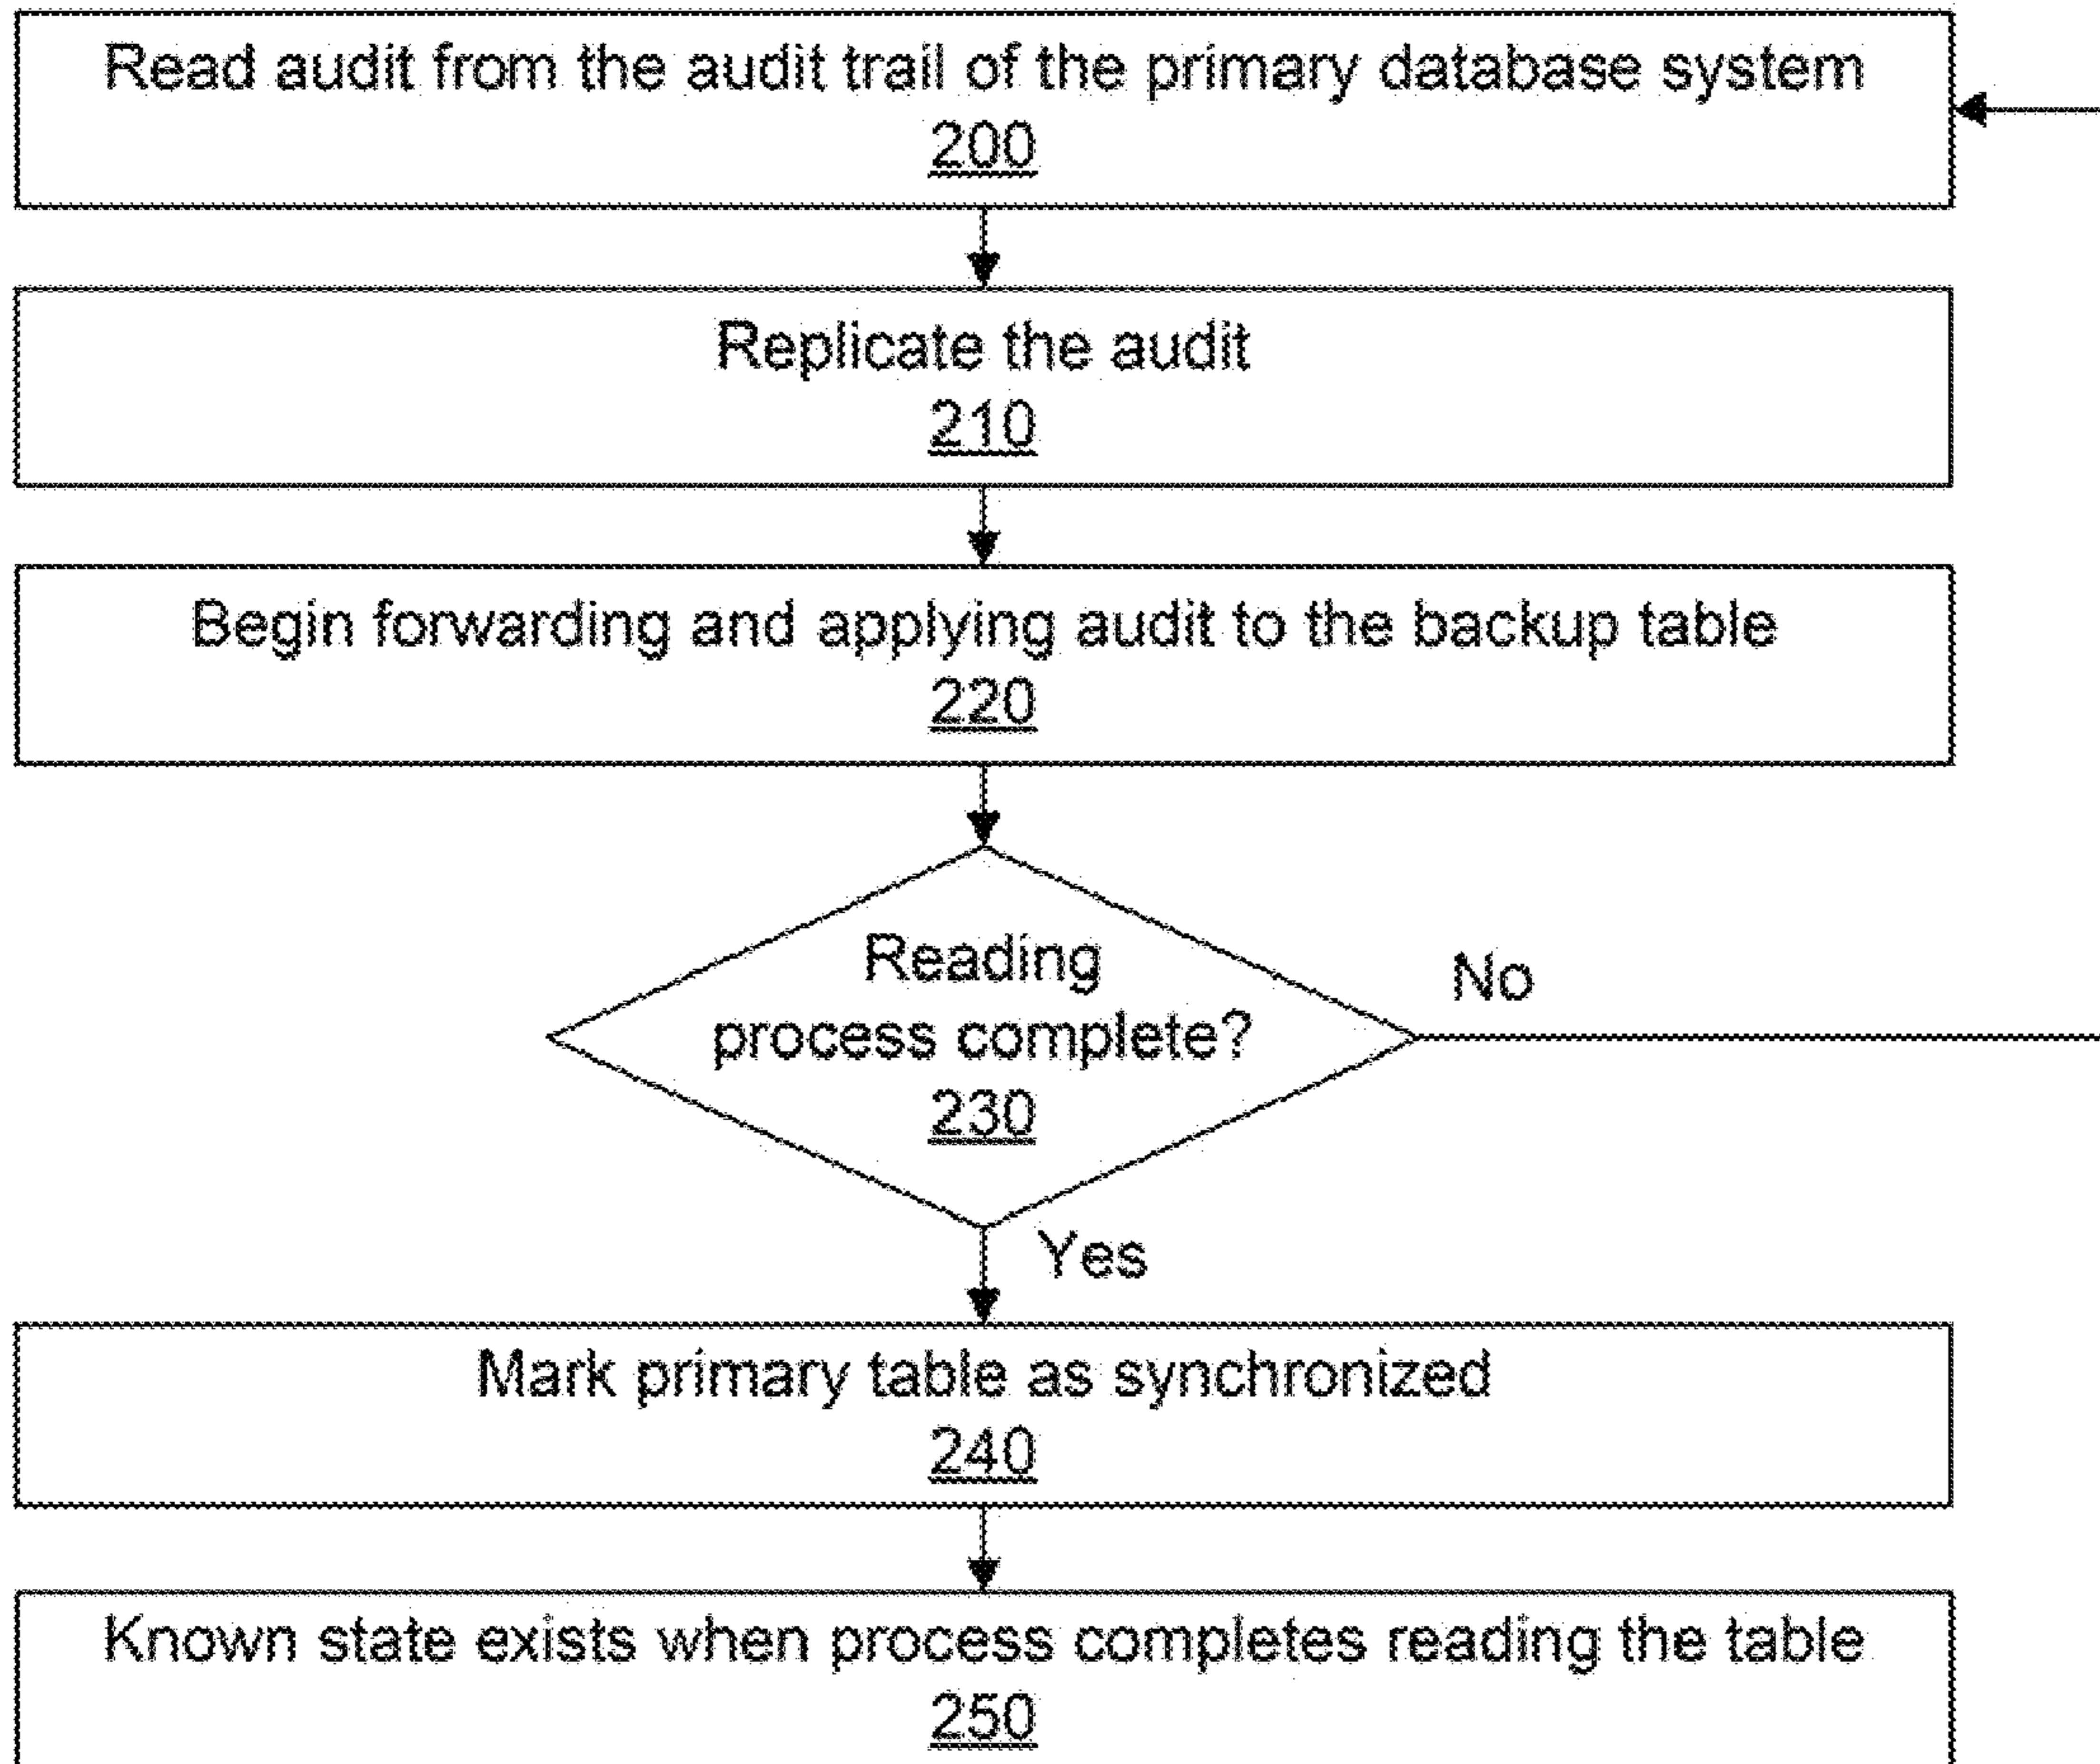 Read audit from the audit trail of the primary database system
200
Replicate the audit
210
Begin forwarding and applying audit to the backup table
220
Reading
process complete?
230
No
Yes
Mark primary table as synchronized
240
Known state exists when process completes reading the table
250